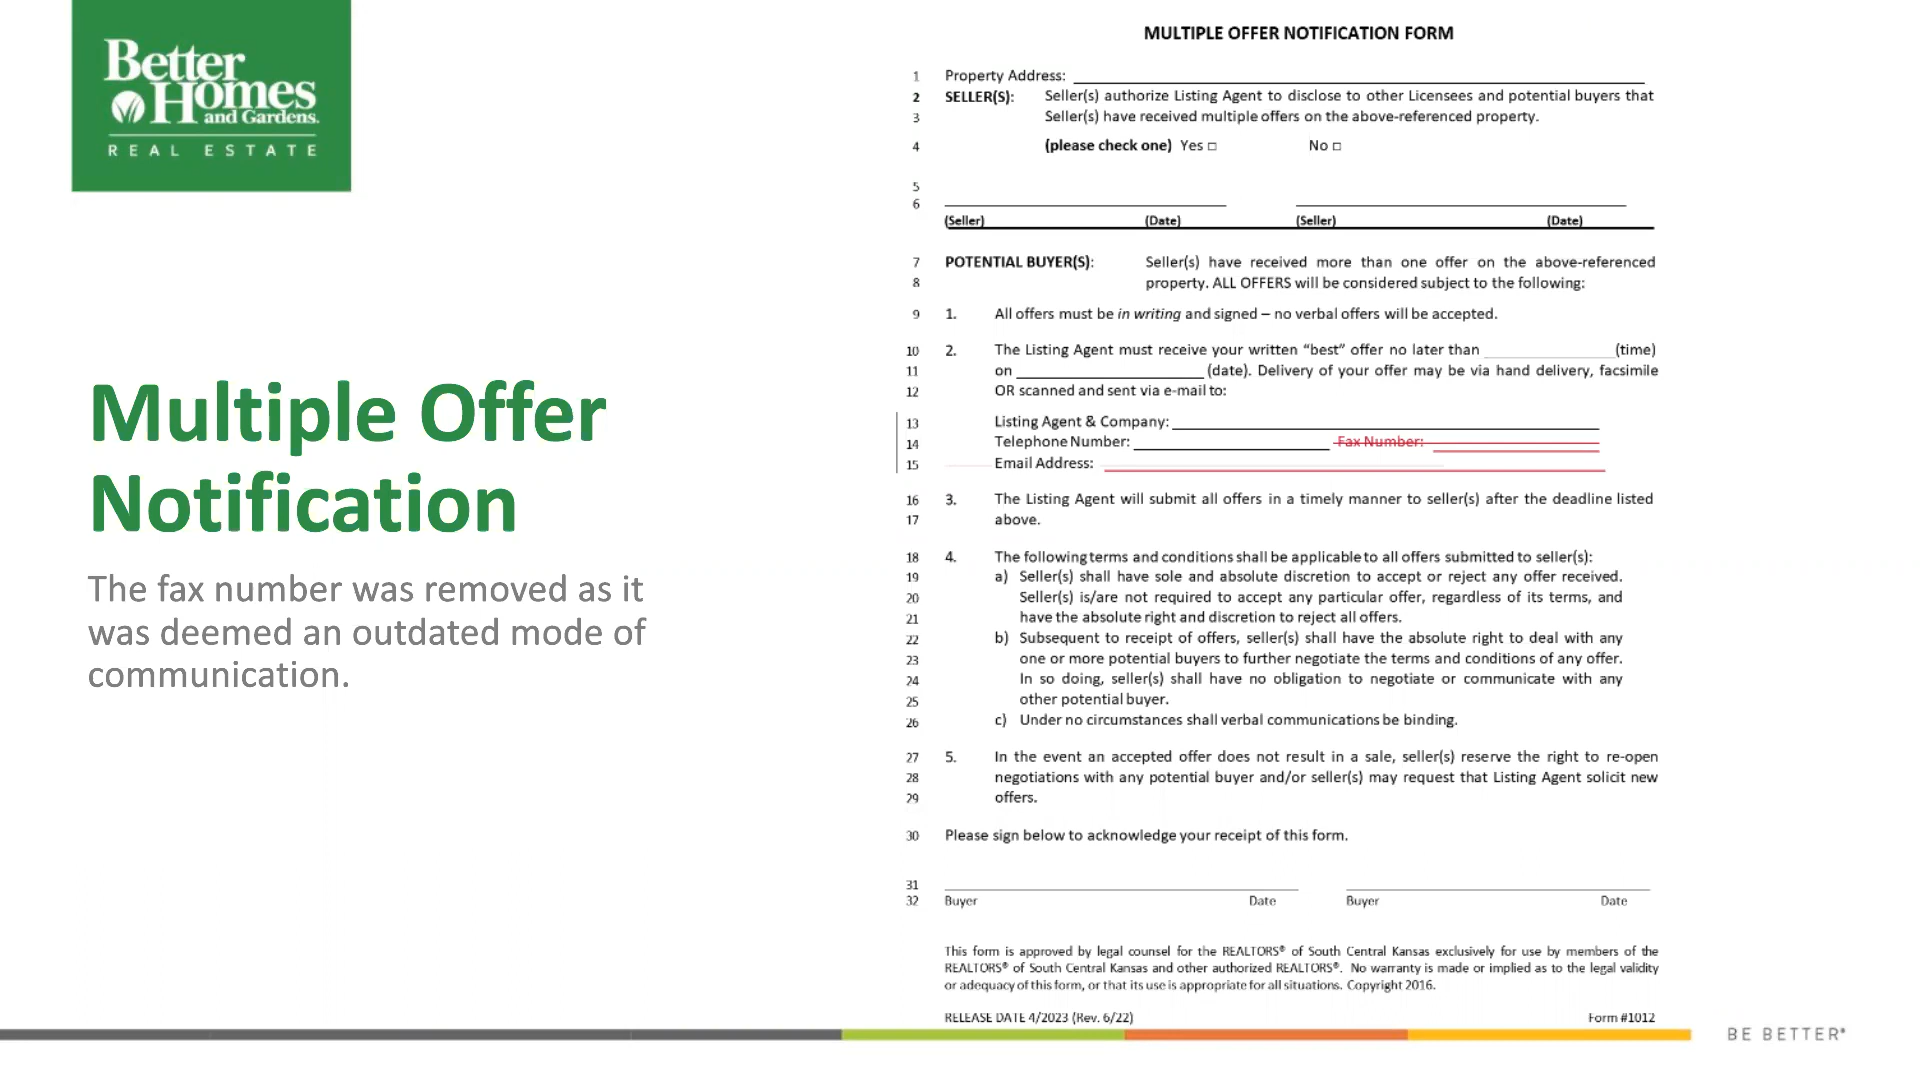 Better
Homes
and Gardens.
REAL ESTATE
Multiple Offer
Notification
The fax number was removed as it
was deemed an outdated mode of
communication.
MULTIPLE OFFER NOTIFICATION FORM
1 Property Address:
2 SELLER(S): Seller(s) authorize Listing Agent to disclose to other Licensees and potential buyers that
3 Seller(s) have received multiple offers on the above-referenced property.
4 (please check one) Yes □ No □
5
6
(Seller) (Date) (Seller) (Date)
7 POTENTIAL BUYER(S): Seller(s) have received more than one offer on the above-referenced
8 property. ALL OFFERS will be considered subject to the following:
9 1. All offers must be in writing and signed – no verbal offers will be accepted.
10 2. The Listing Agent must receive your written “best” offer no later than ________________(time)
11 on ________________________(date). Delivery of your offer may be via hand delivery, facsimile
12 OR scanned and sent via e-mail to:
13 Listing Agent & Company:
14 Telephone Number: Fax Number:
15 Email Address:
16 3. The Listing Agent will submit all offers in a timely manner to seller(s) after the deadline listed
17 above.
18 4. The following terms and conditions shall be applicable to all offers submitted to seller(s):
19 a) Seller(s) shall have sole and absolute discretion to accept or reject any offer received.
20 Seller(s) is/are not required to accept any particular offer, regardless of its terms, and
21 have the absolute right and discretion to reject all offers.
22 b) Subsequent to receipt of offers, seller(s) shall have the absolute right to deal with any
23 one or more potential buyers to further negotiate the terms and conditions of any offer.
24 In so doing, seller(s) shall have no obligation to negotiate or communicate with any
25 other potential buyer.
26 c) Under no circumstances shall verbal communications be binding.
27 5. In the event an accepted offer does not result in a sale, seller(s) reserve the right to re-open
28 negotiations with any potential buyer and/or seller(s) may request that Listing Agent solicit new
29 offers.
30 Please sign below to acknowledge your receipt of this form.
31
32 Buyer Date Buyer Date
This form is approved by legal counsel for the REALTORS® of South Central Kansas exclusively for use by members of the
REALTORS® of South Central Kansas and other authorized REALTORS®. No warranty is made or implied as to the legal validity
or adequacy of this form, or that its use is appropriate for all situations. Copyright 2016.
RELEASE DATE 4/2023 (Rev. 6/22) Form #1012
BE BETTER®